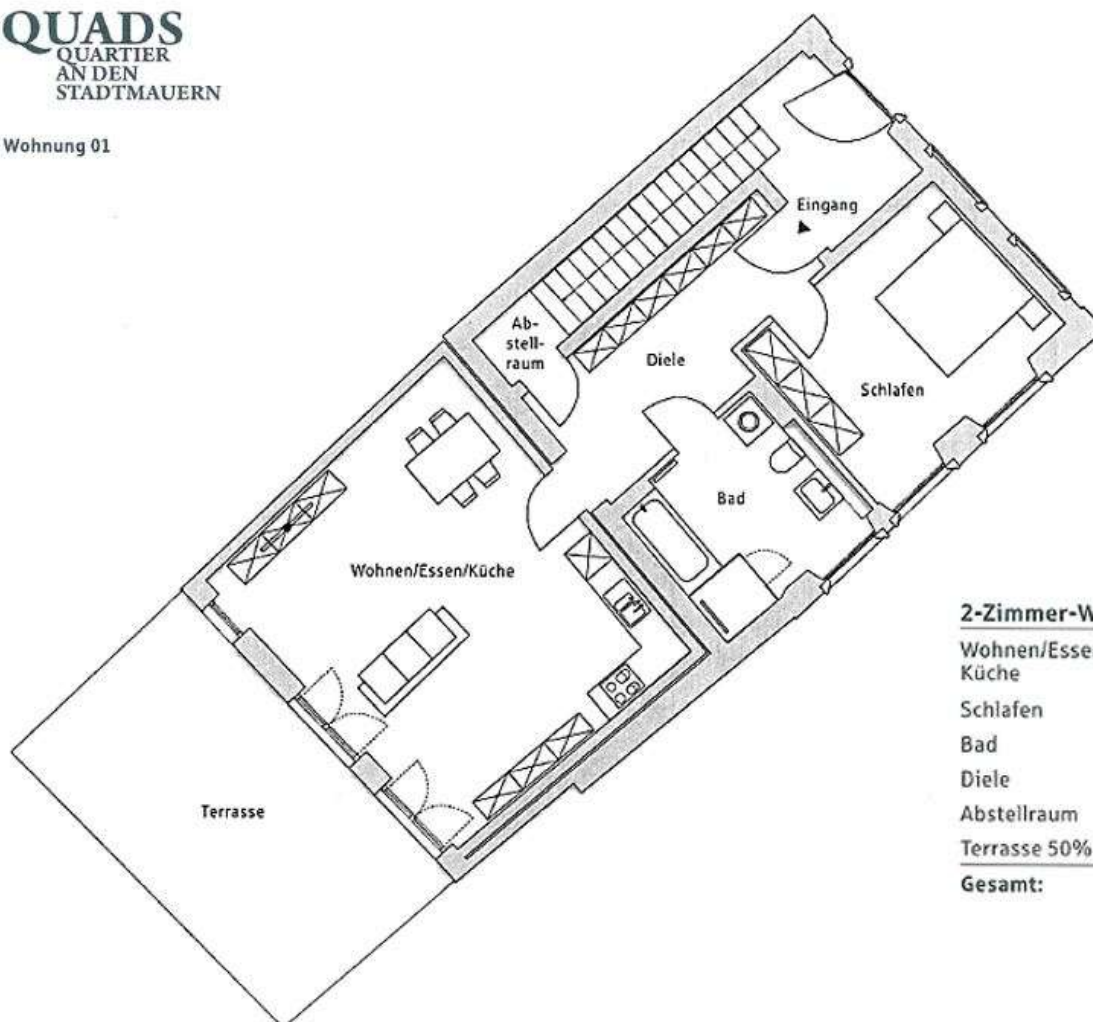 QUADS
QUARTIER
AN DEN
STADTMAUERN
Wohnung 01
Eingang
Ab-
stell-
raum
Diele
Schlafen
Bad
Wohnen/Essen/Küche
Terrasse
2-Zimmer-W
Wohnen/Essen
Küche
Schlafen
Bad
Diele
Abstellraum
Terrasse 50%
Gesamt: